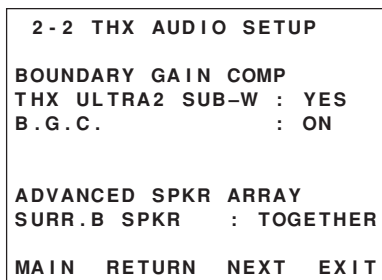 2-2 THX AUDIO SETUP
BOUNDARY GAIN COMP
THX ULTRA2 SUB–W : YES
B.G.C. : ON
ADVANCED SPKR ARRAY
SURR.B SPKR : TOGETHER
MAIN RETURN NEXT EXIT